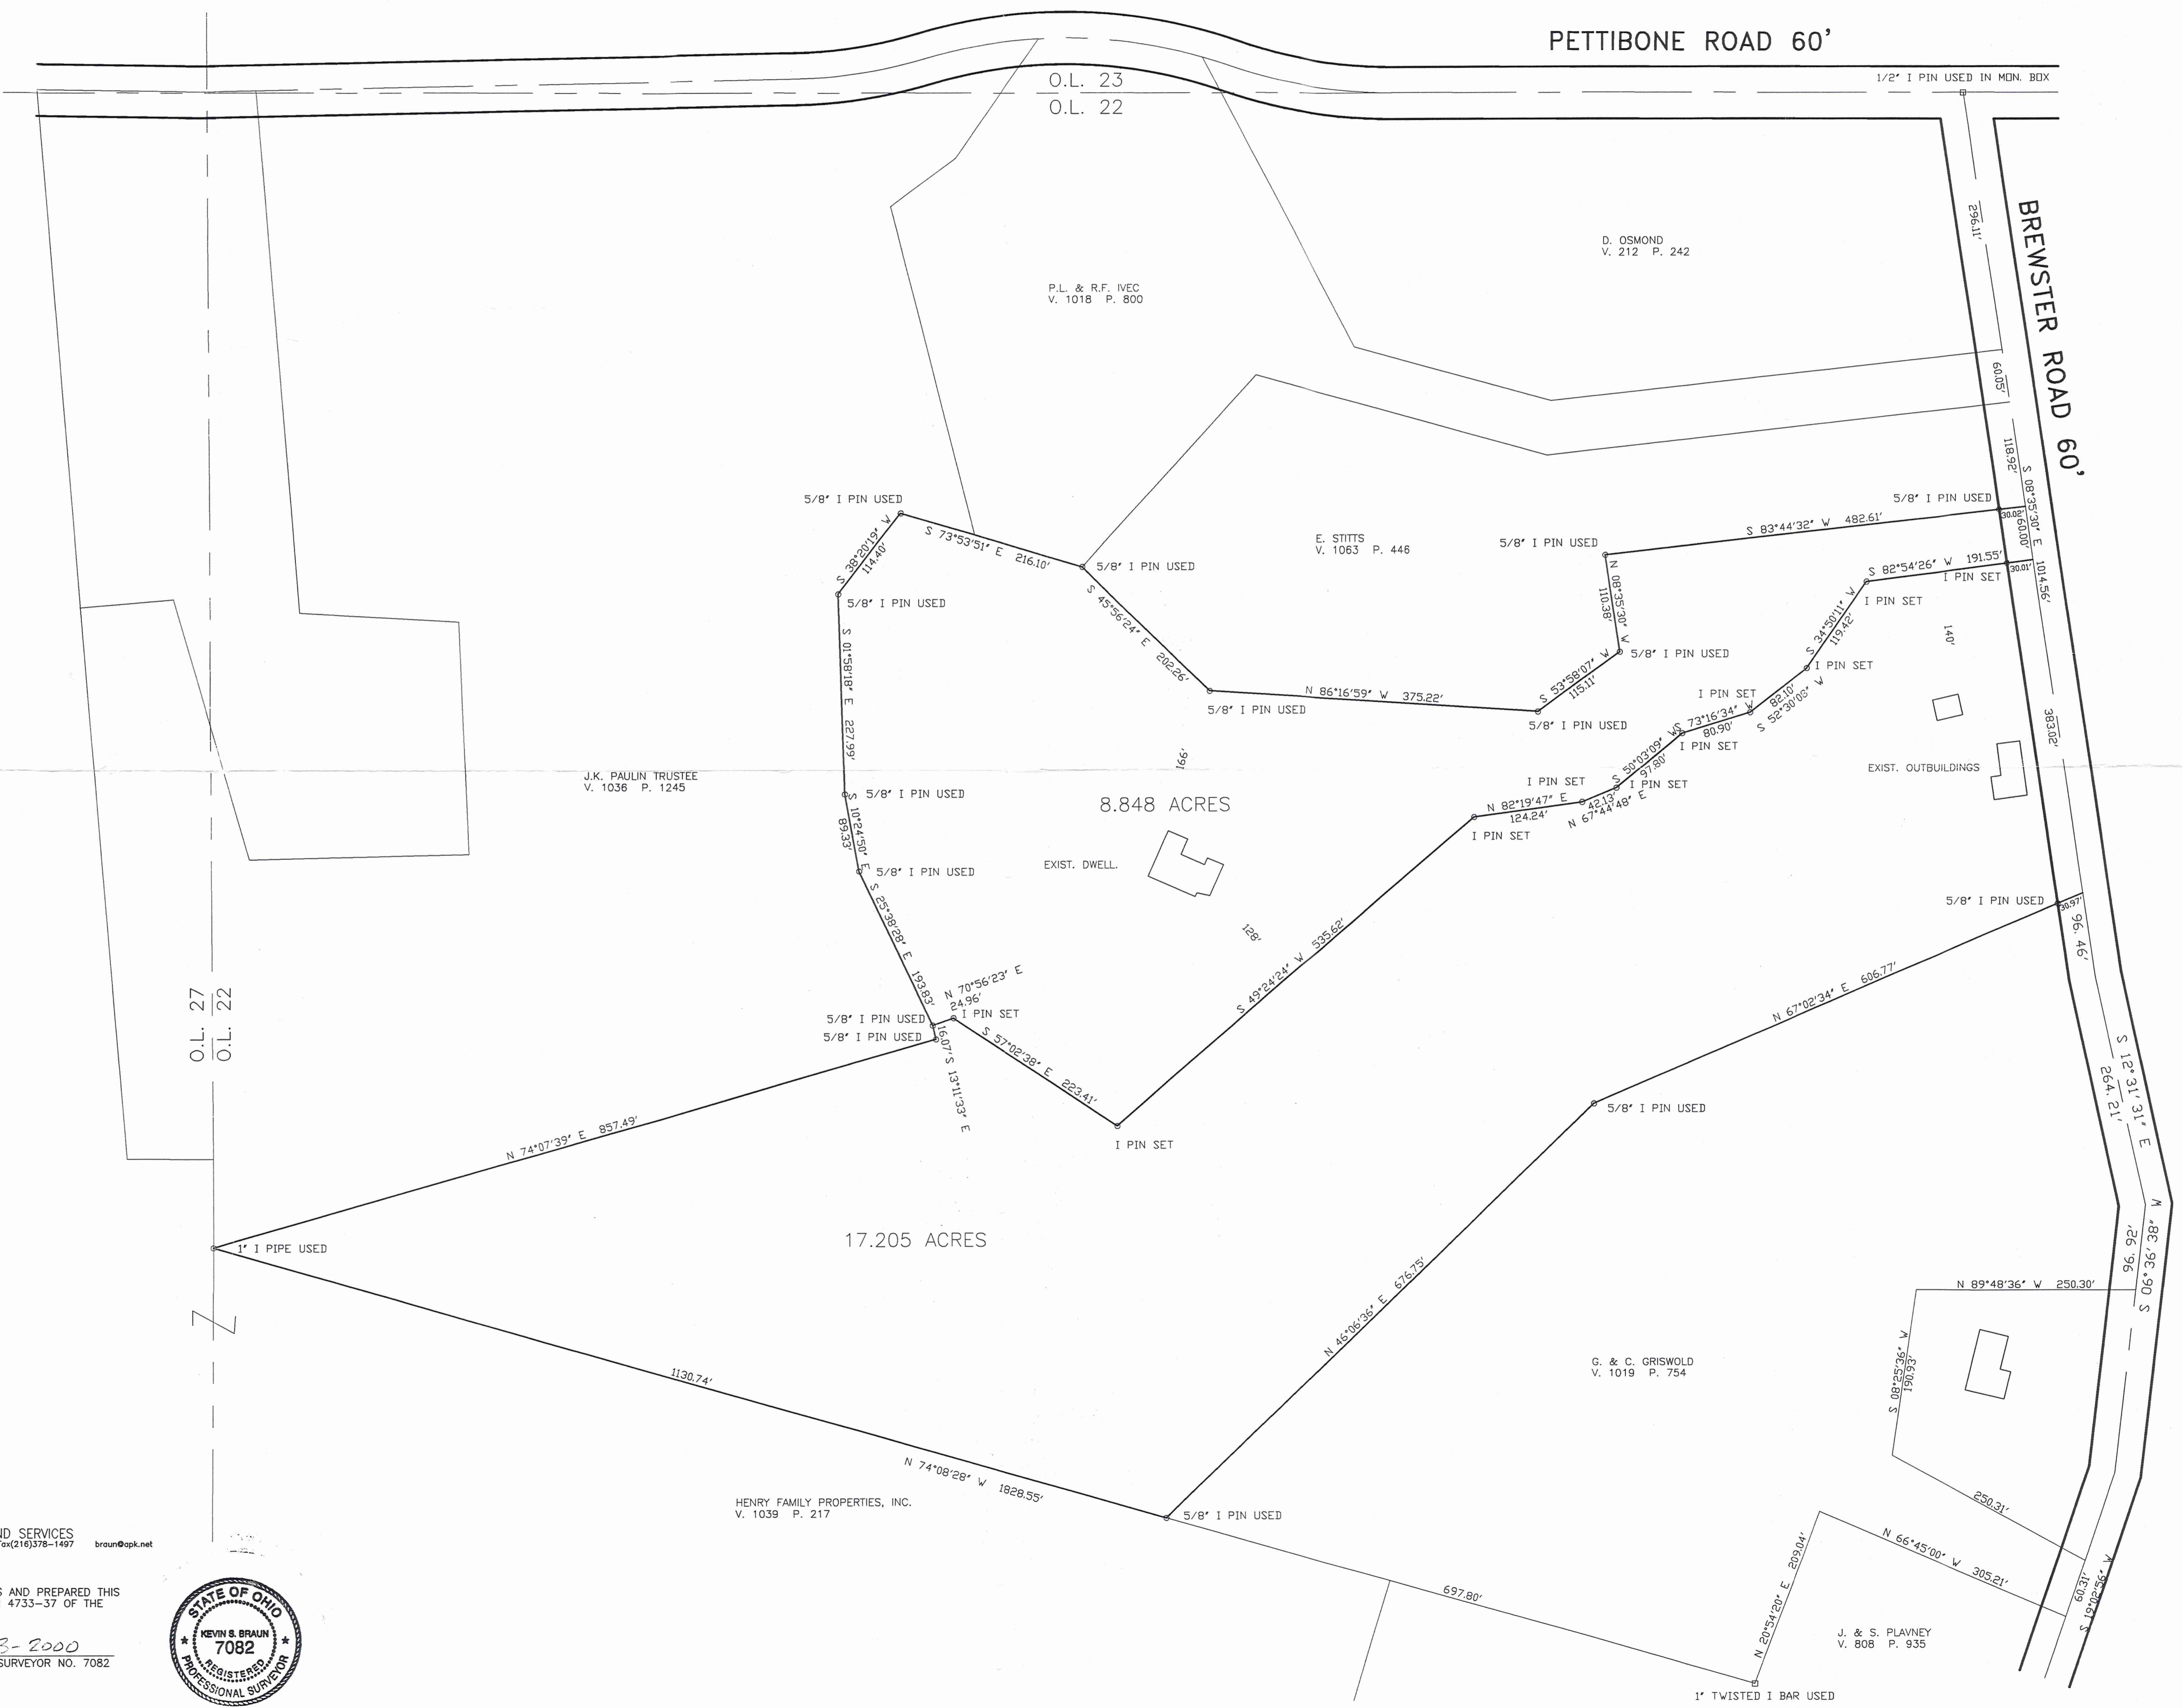 PETTIBONE ROAD 60'
1/2" I PIN USED IN MON. BOX
O.L. 23
O.L. 22
BREWSTER ROAD 60'
296.11'
D. OSMOND
V. 212 P. 242
P.L. & R.F. IVEC
V. 1018 P. 800
60.05'
118.92'
S 08°35'30" E 1014.56'
5/8" I PIN USED
5/8" I PIN USED
30.02'
60.00'
S 83°44'32" W 482.61'
S 38°20'19" W
114.40'
S 73°53'51" E 216.10'
E. STITTS
V. 1063 P. 446
5/8" I PIN USED
5/8" I PIN USED
S 82°54'26" W 191.55'
30.01'
I PIN SET
I PIN SET
5/8" I PIN USED
N 08°35'30" W
110.38'
S 45°56'24" E 202.26'
S 34°50'11" W
119.42'
140'
S 01°58'18" E 227.99'
S 53°58'07" W
115.11'
5/8" I PIN USED
I PIN SET
N 86°16'59" W 375.22'
I PIN SET
82.10'
S 52°30'08" W
5/8" I PIN USED
5/8" I PIN USED
S 73°16'34" W
80.90'
I PIN SET
383.02'
166'
S 50°03'09" W
97.80'
EXIST. OUTBUILDINGS
J.K. PAULIN TRUSTEE
V. 1036 P. 1245
5/8" I PIN USED
I PIN SET
I PIN SET
8.848 ACRES
N 82°19'47" E
124.24'
42.13'
N 67°44'48" E
S 10°24'50" E
89.33'
I PIN SET
EXIST. DWELL.
5/8" I PIN USED
5/8" I PIN USED
30.97'
96.46'
S 25°38'28" E 193.83'
128'
S 49°24'24" W 535.62'
N 67°02'34" E 606.77'
N 70°56'23" E
24.96'
O.L. 27
O.L. 22
5/8" I PIN USED
I PIN SET
5/8" I PIN USED
16.07' S 13°11'33" E
S 57°02'38" E 223.41'
S 12°31'31" E
264.21'
5/8" I PIN USED
N 74°07'39" E 857.49'
I PIN SET
17.205 ACRES
1" I PIPE USED
96.92'
S 06°36'38" W
N 89°48'36" W 250.30'
N 46°06'36" E 676.75'
S 08°25'36" W
190.93'
G. & C. GRISWOLD
V. 1019 P. 754
1130.74'
N 74°08'28" W 1828.55'
HENRY FAMILY PROPERTIES, INC.
V. 1039 P. 217
5/8" I PIN USED
250.31'
N 66°45'00" W 305.21'
N 20°54'20" E 209.04'
60.31'
S 19°02'56" W
697.80'
J. & S. PLAVNEY
V. 808 P. 935
1" TWISTED I BAR USED
ND SERVICES
Fax(216)378-1497 braun@apk.net
S AND PREPARED THIS
4733-37 OF THE
3-2000
SURVEYOR NO. 7082
STATE OF OHIO
KEVIN S. BRAUN
7082
REGISTERED
PROFESSIONAL SURVEYOR
N